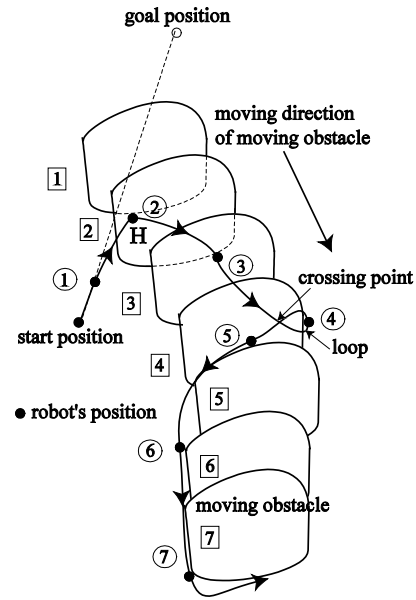 goal position
moving direction
of moving obstacle
1
2
2
H
1
3
3
crossing point
start position
5
4
loop
4
5
robot's position
6
6
moving obstacle
7
7